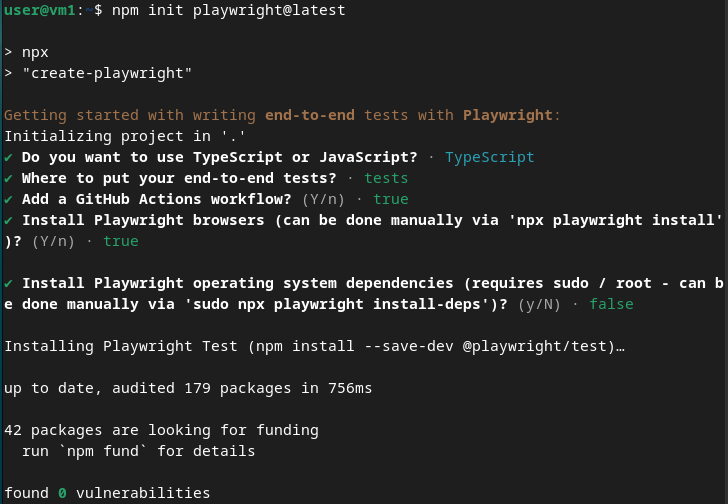 user@vm1:~$ npm init playwright@latest
> npx
> "create-playwright"
Getting started with writing end-to-end tests with Playwright:
Initializing project in '.'
✔ Do you want to use TypeScript or JavaScript? · TypeScript
✔ Where to put your end-to-end tests? · tests
✔ Add a GitHub Actions workflow? (Y/n) · true
✔ Install Playwright browsers (can be done manually via 'npx playwright install'
)? (Y/n) · true
✔ Install Playwright operating system dependencies (requires sudo / root - can b
e done manually via 'sudo npx playwright install-deps')? (y/N) · false
Installing Playwright Test (npm install --save-dev @playwright/test)…
up to date, audited 179 packages in 756ms
42 packages are looking for funding
  run `npm fund` for details
found 0 vulnerabilities